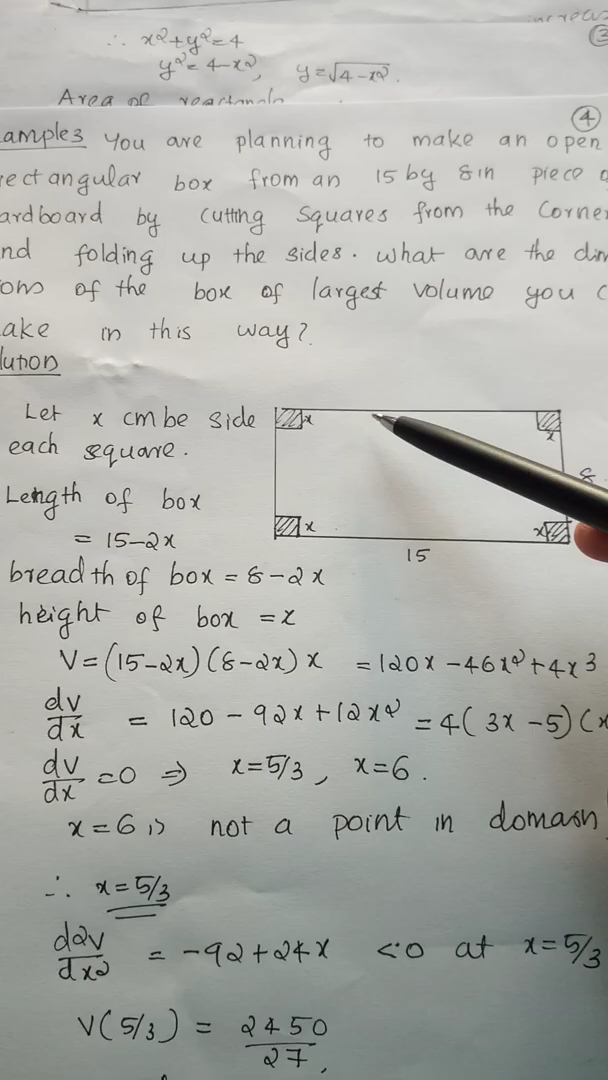 ∴ x²+y²=4
y²= 4-x², y=√4-x².
Area of
④
amples You are planning to make an open
ectangular box from an 15 by 8in piece o
ardboard by cutting squares from the Corner
nd folding up the sides. What are the dim
ons of the box of largest volume you c
ake in this way?
lution
Let x cm be side
each square.
Length of box
= 15-2x
breadth of box = 8-2x
height of box = x
x
x
x
x
8
15
V=(15-2x)(8-2x)x =120x-46x²+4x³
dv/dx = 120-92x+12x² =4(3x-5)(x
dv/dx =0 ⇒ x=5/3, x=6.
x=6 is not a point in domain
∴ x=5/3
d2v/dx2 = -92+24x <0 at x=5/3
V(5/3) = 2450/27,